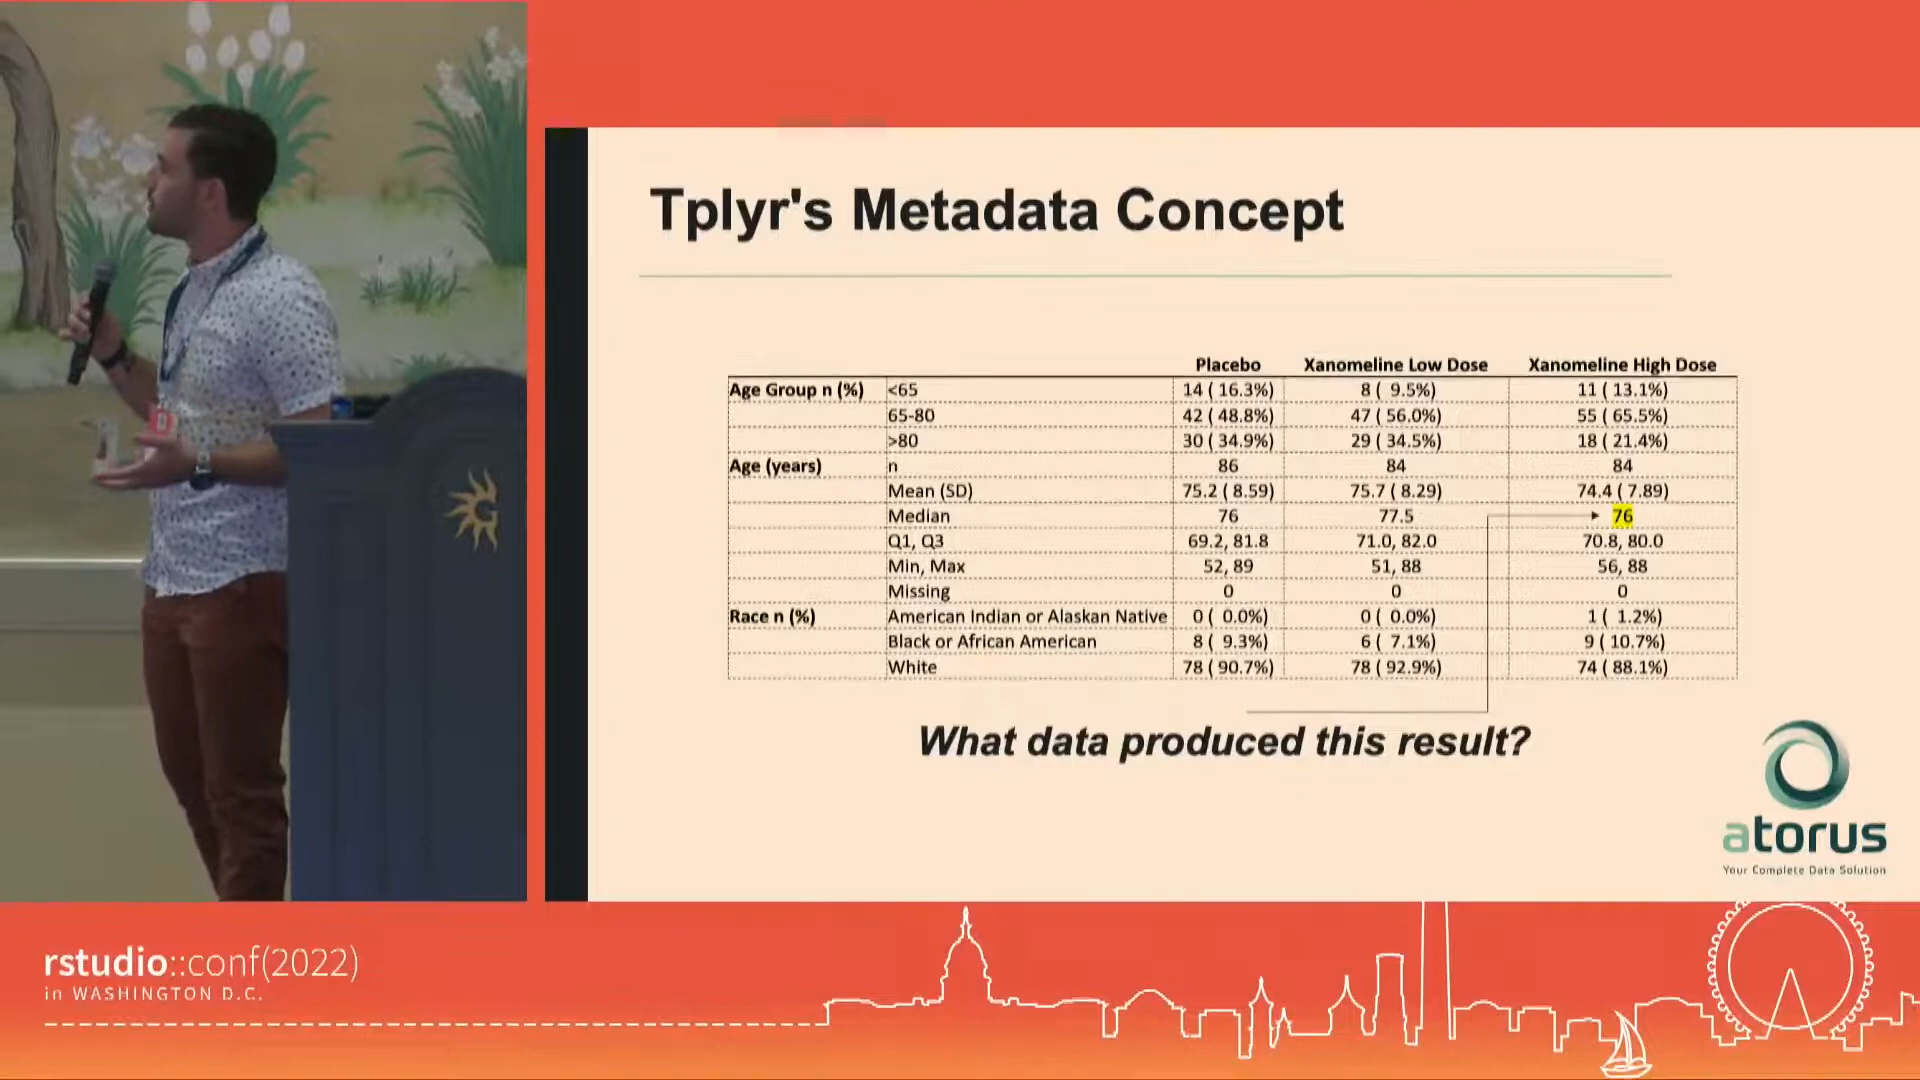 Tplyr's Metadata Concept
Placebo Xanomeline Low Dose Xanomeline High Dose
Age Group n (%) <65 14 ( 16.3%) 8 (  9.5%) 11 ( 13.1%)
65-80 42 ( 48.8%) 47 ( 56.0%) 55 ( 65.5%)
>80 30 ( 34.9%) 29 ( 34.5%) 18 ( 21.4%)
Age (years) n 86 84 84
Mean (SD) 75.2 ( 8.59) 75.7 ( 8.29) 74.4 ( 7.89)
Median 76 77.5 76
Q1, Q3 69.2, 81.8 71.0, 82.0 70.8, 80.0
Min, Max 52, 89 51, 88 56, 88
Missing 0 0 0
Race n (%) American Indian or Alaskan Native 0 (  0.0%) 0 (  0.0%) 1 (  1.2%)
Black or African American 8 (  9.3%) 6 (  7.1%) 9 ( 10.7%)
White 78 ( 90.7%) 78 ( 92.9%) 74 ( 88.1%)
What data produced this result?
atorus
Your Complete Data Solution
rstudio::conf(2022)
in WASHINGTON D.C.